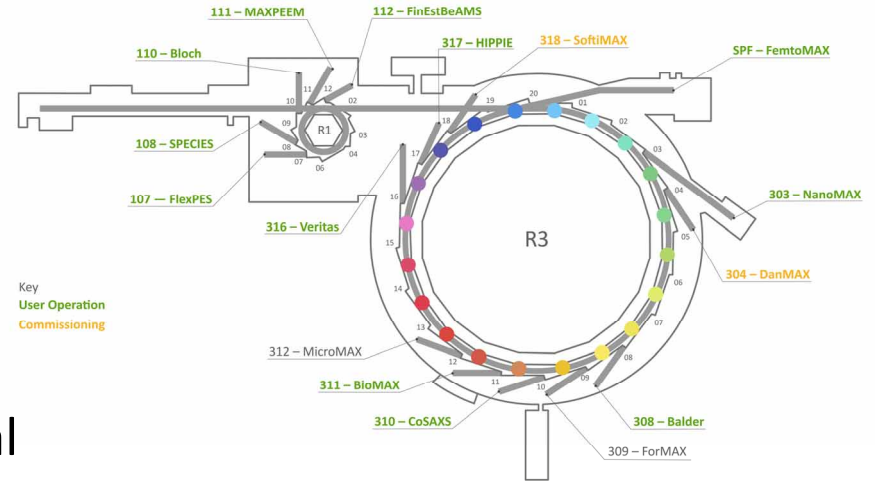 111 – MAXPEEM
112 – FinEstBeAMS
110 – Bloch
317 – HIPPIE
318 – SoftiMAX
SPF – FemtoMAX
108 – SPECIES
107 — FlexPES
316 – Veritas
303 – NanoMAX
304 – DanMAX
312 – MicroMAX
311 – BioMAX
310 – CoSAXS
308 – Balder
309 – ForMAX
R1
10
11
12
02
03
04
06
07
08
09
R3
20
01
02
03
04
05
06
07
08
09
10
11
12
13
14
15
16
17
18
19
Key
User Operation
Commissioning